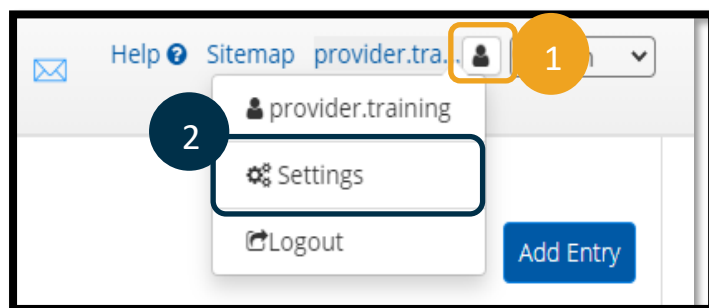 Help ? Sitemap provider.tra... 1
provider.training
2
Settings
Logout
Add Entry